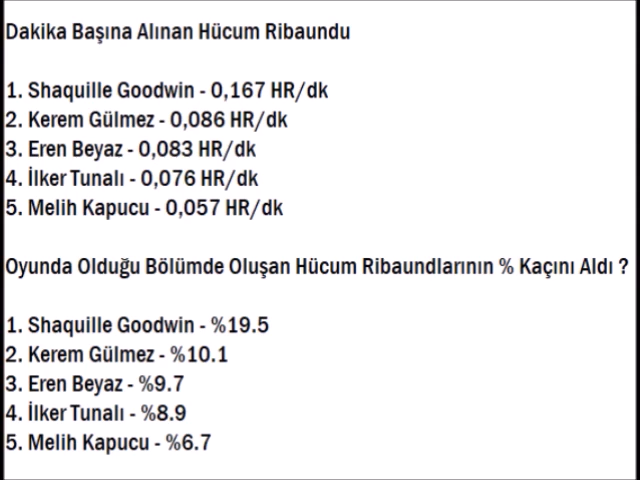 Dakika Başına Alınan Hücum Ribaundu
1. Shaquille Goodwin - 0,167 HR/dk
2. Kerem Gülmez - 0,086 HR/dk
3. Eren Beyaz - 0,083 HR/dk
4. İlker Tunalı - 0,076 HR/dk
5. Melih Kapucu - 0,057 HR/dk
Oyunda Olduğu Bölümde Oluşan Hücum Ribaundlarının % Kaçını Aldı ?
1. Shaquille Goodwin - %19.5
2. Kerem Gülmez - %10.1
3. Eren Beyaz - %9.7
4. İlker Tunalı - %8.9
5. Melih Kapucu - %6.7